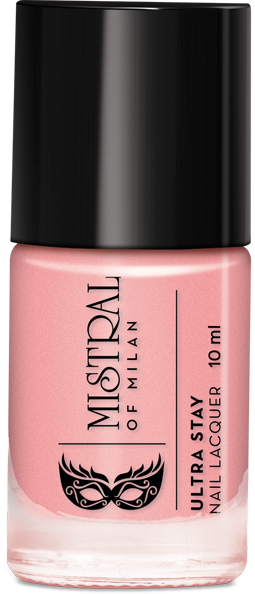 MISTRAL
OF MILAN
ULTRA STAY
NAIL LACQUER 10 ml